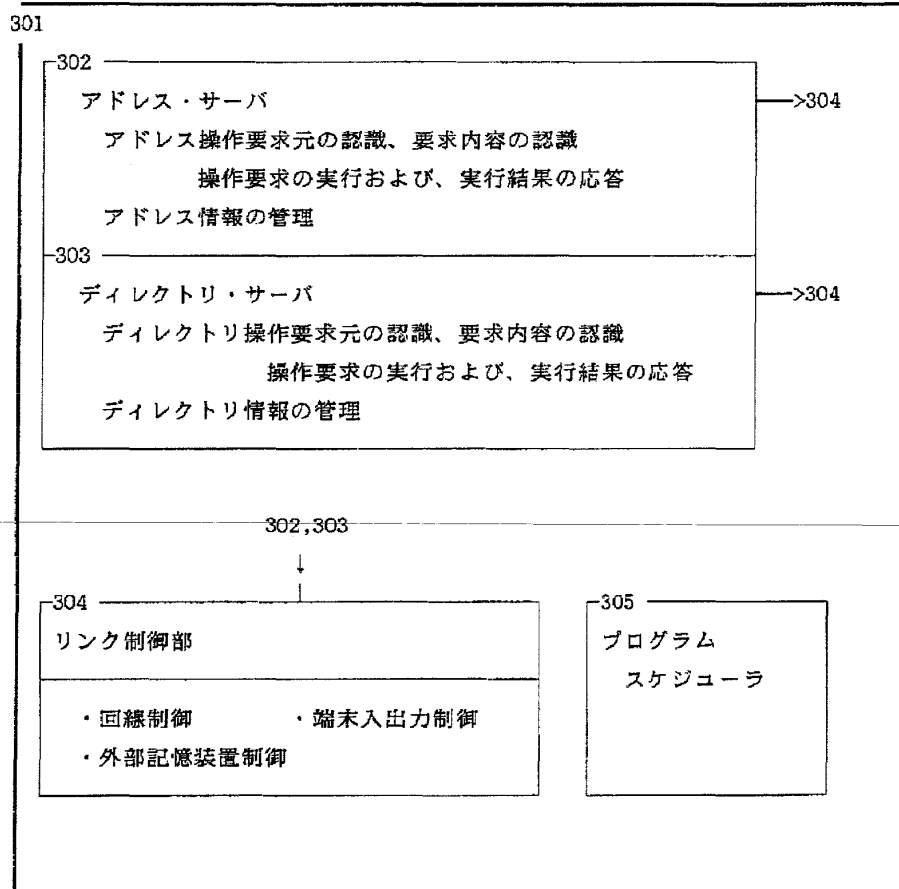 301
302
アドレス・サーバ
>304
アドレス操作要求元の認識、要求内容の認識
操作要求の実行および、実行結果の応答
アドレス情報の管理
303
ディレクトリ・サーバ
>304
ディレクトリ操作要求元の認識、要求内容の認識
操作要求の実行および、実行結果の応答
ディレクトリ情報の管理
302,303
↓
304
リンク制御部
・回線制御 ・端末入出力制御
・外部記憶装置制御
305
プログラム
スケジューラ